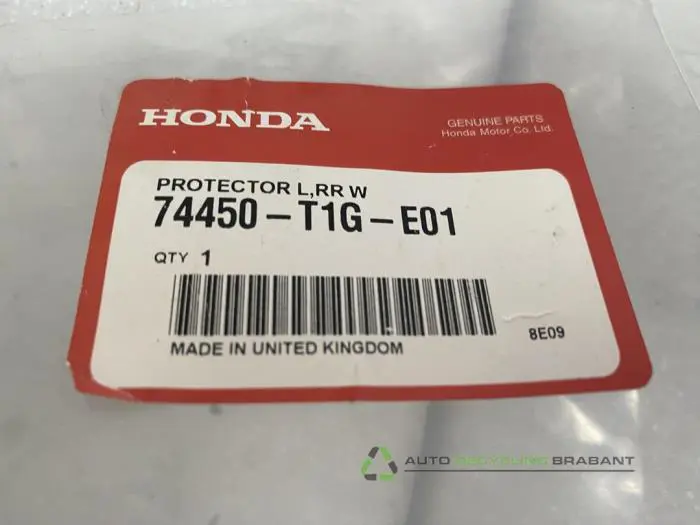 HONDA
GENUINE PARTS
Honda Motor Co., Ltd.
PROTECTOR L,RR W
74450-T1G-E01
QTY 1
MADE IN UNITED KINGDOM
8E09
AUTO RECYCLING BRABANT